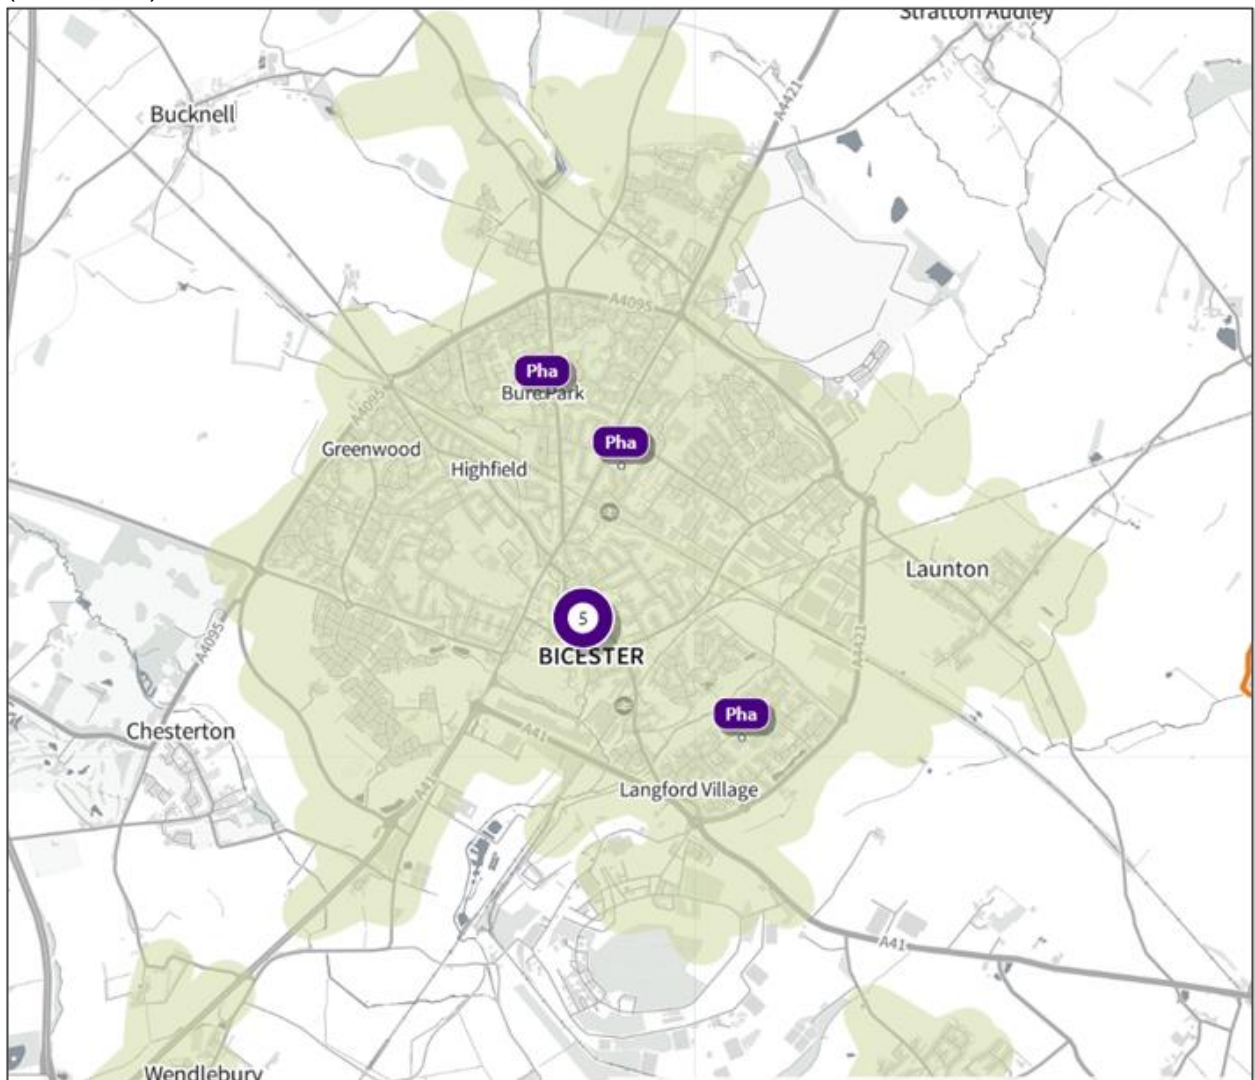 Stratton Audley
A4421
Bucknell
A4095
Pha
Bure Park
A4095
Greenwood
Pha
Highfield
Launton
5
BICESTER
A4421
A4095
Pha
Chesterton
A41
Langford Village
A41
A41
Wendlebury